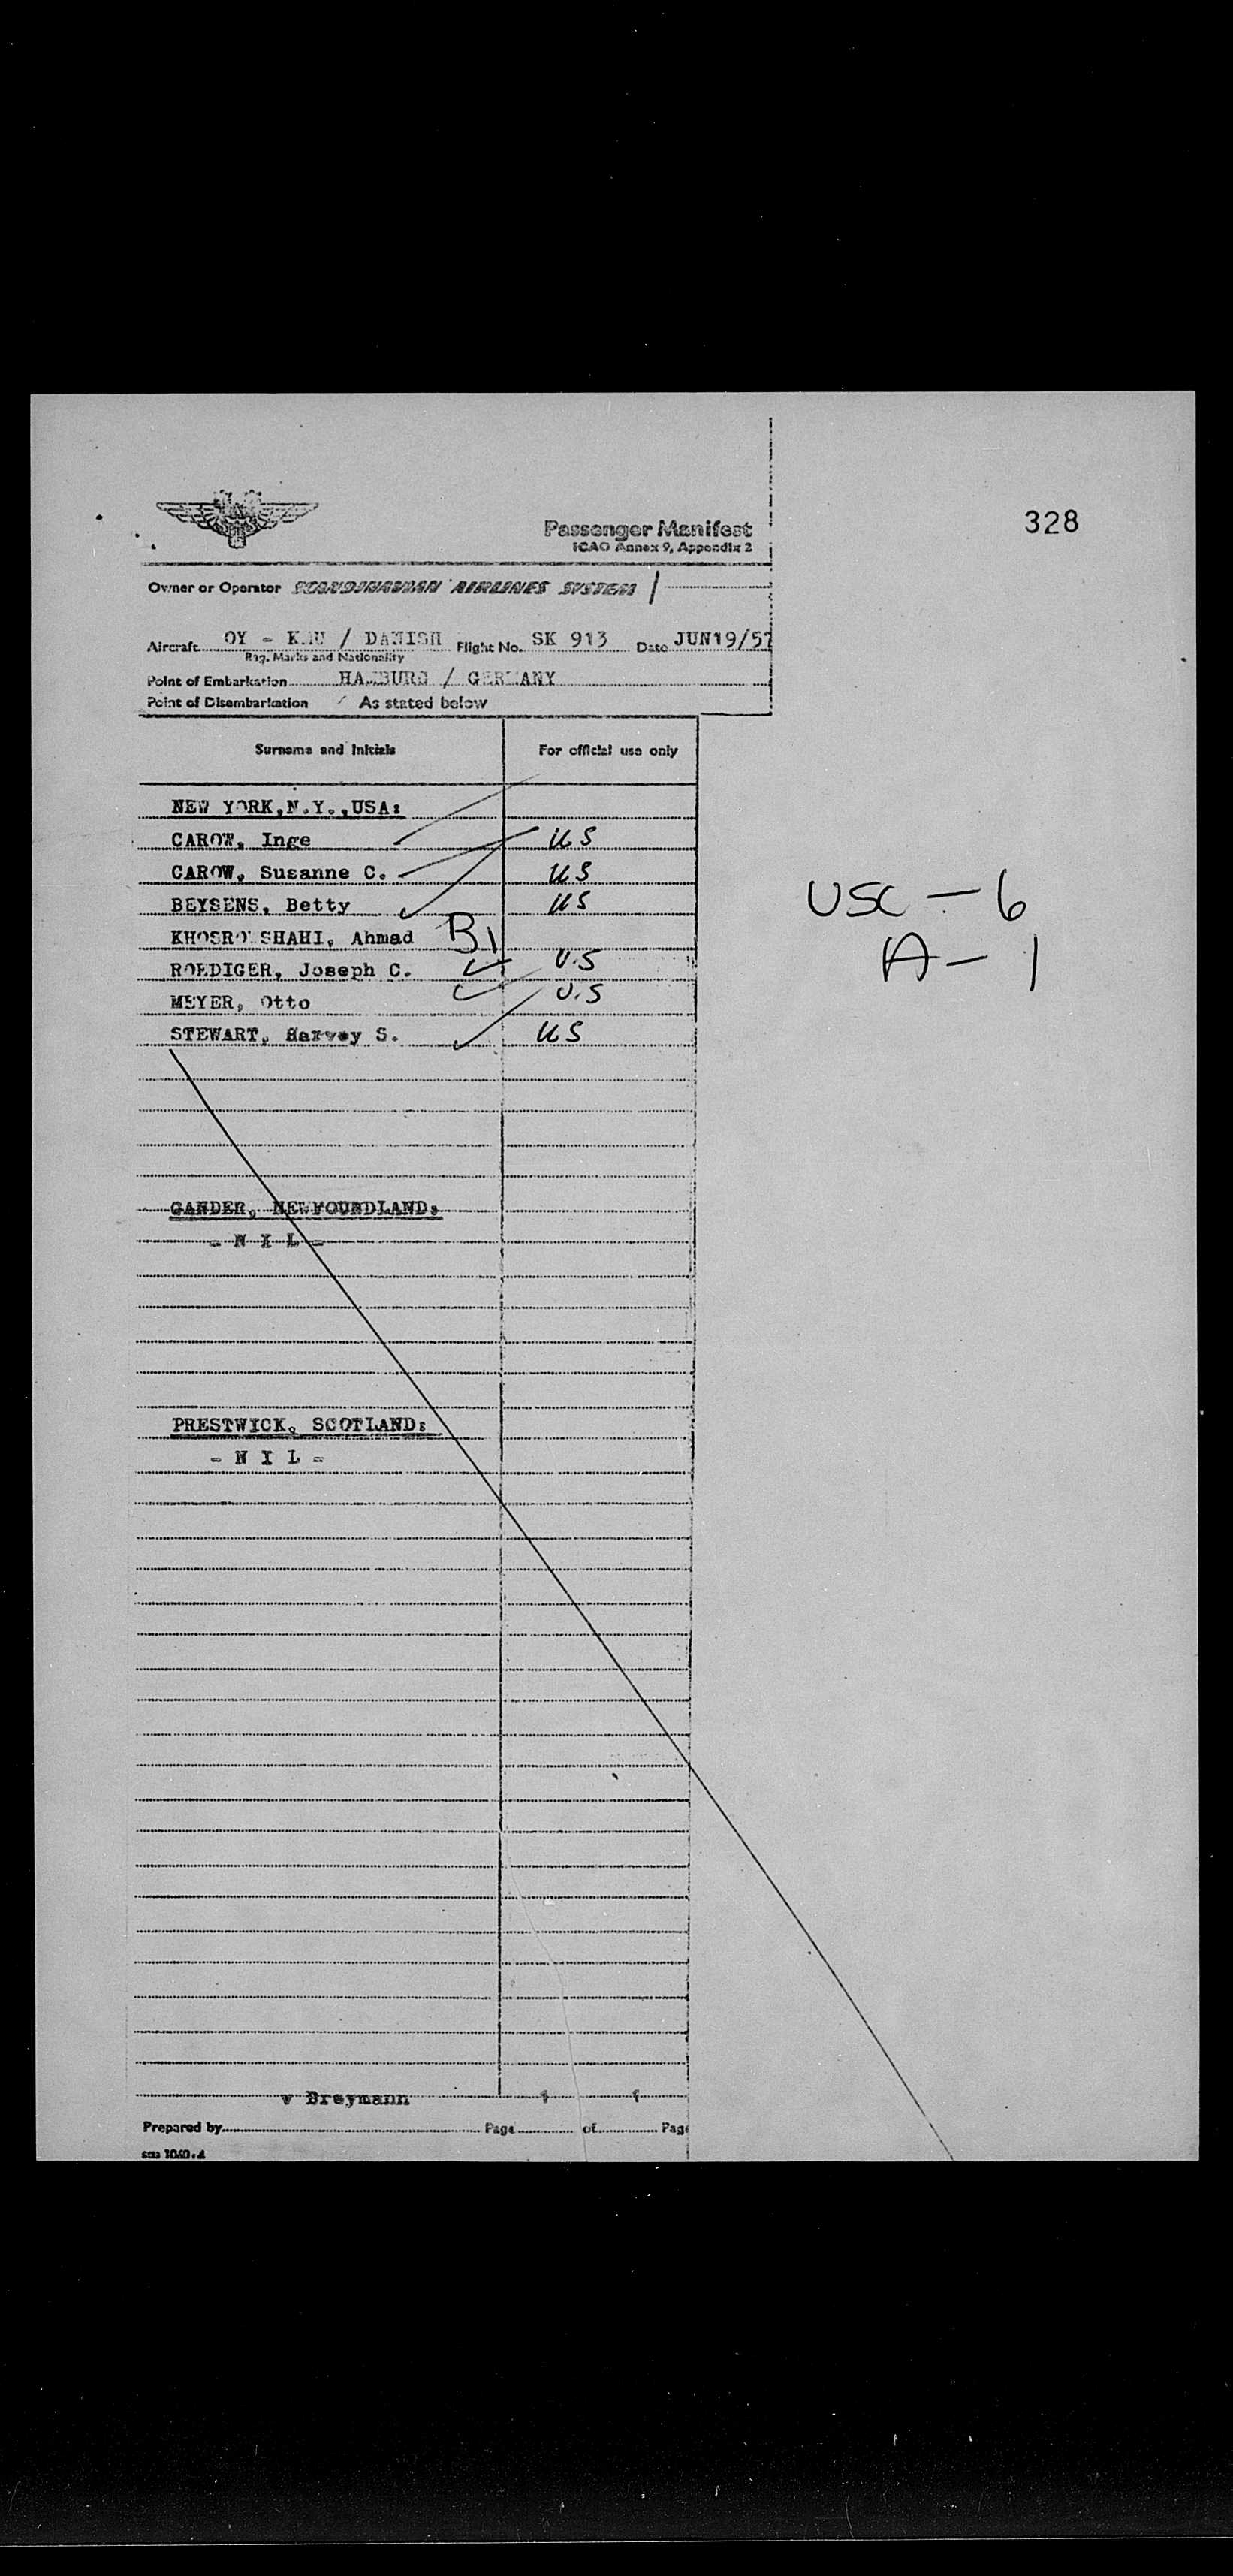 328
Passenger Manifest
ICAO Annex 9, Appendix 2
Owner or Operator SCANDINAVIAN AIRLINES SYSTEM
Aircraft OY - / DANISH Flight No. SK 913 Date JUN19/57
Reg. Marks and Nationality
Point of Embarkation HAMBURG / GERMANY
Point of Disembarkation As stated below
Surname and Initials For official use only
NEW YORK,N.Y.,USA:
CAROW, Inge US
CAROW, Susanne C. US
BEYSENS, Betty US
USC - 6
KHOSROWSHAHI, Ahmad B1
A - 1
ROEDIGER, Joseph C. U.S
MEYER, Otto U.S
STEWART, Harvey S. US
GANDER, NEWFOUNDLAND:
- N I L -
PRESTWICK, SCOTLAND:
- N I L -
v Breymann 1 1
Prepared by Page of Page
sas 1060-A